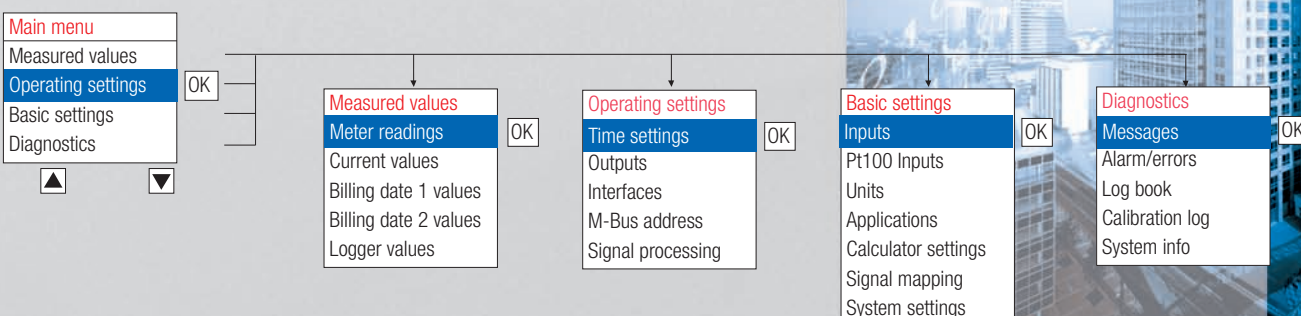 Main menu
Measured values
Operating settings
OK
Basic settings
Diagnostics
Measured values
Meter readings
OK
Current values
Billing date 1 values
Billing date 2 values
Logger values
Operating settings
Time settings
OK
Outputs
Interfaces
M-Bus address
Signal processing
Basic settings
Inputs
OK
Pt100 Inputs
Units
Applications
Calculator settings
Signal mapping
System settings
Diagnostics
Messages
OK
Alarm/errors
Log book
Calibration log
System info